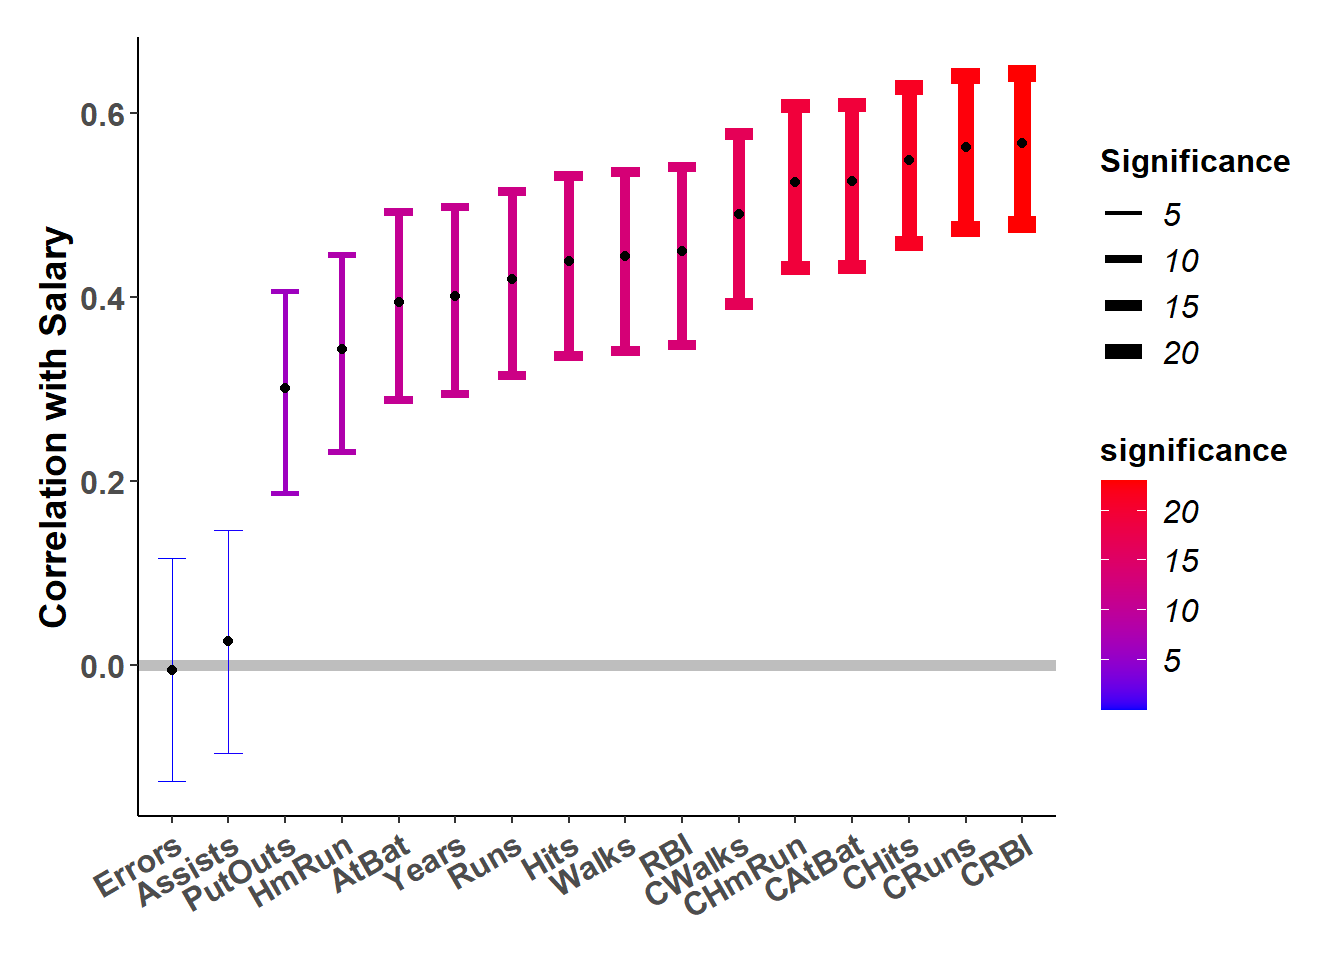 Correlation with Salary
0.6
0.4
0.2
0.0
Errors
Assists
PutOuts
HmRun
AtBat
Years
Runs
Hits
Walks
RBI
CWalks
CHmRun
CAtBat
CHits
CRuns
CRBI
Significance
5
10
15
20
significance
20
15
10
5